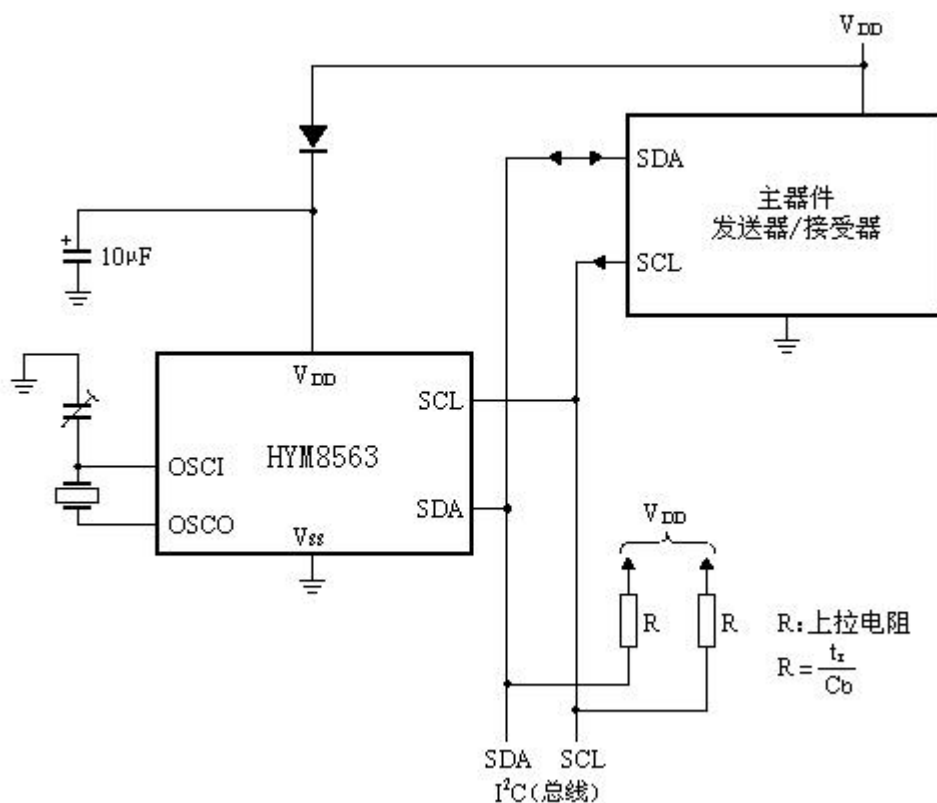 VDD
SDA
主器件
发送器/接受器
SCL
+
10μF
VDD
SCL
HYM8563
OSCI
SDA
OSCO
Vss
VDD
R
R
R:上拉电阻
R=tr/Cb
SDA SCL
I²C(总线)